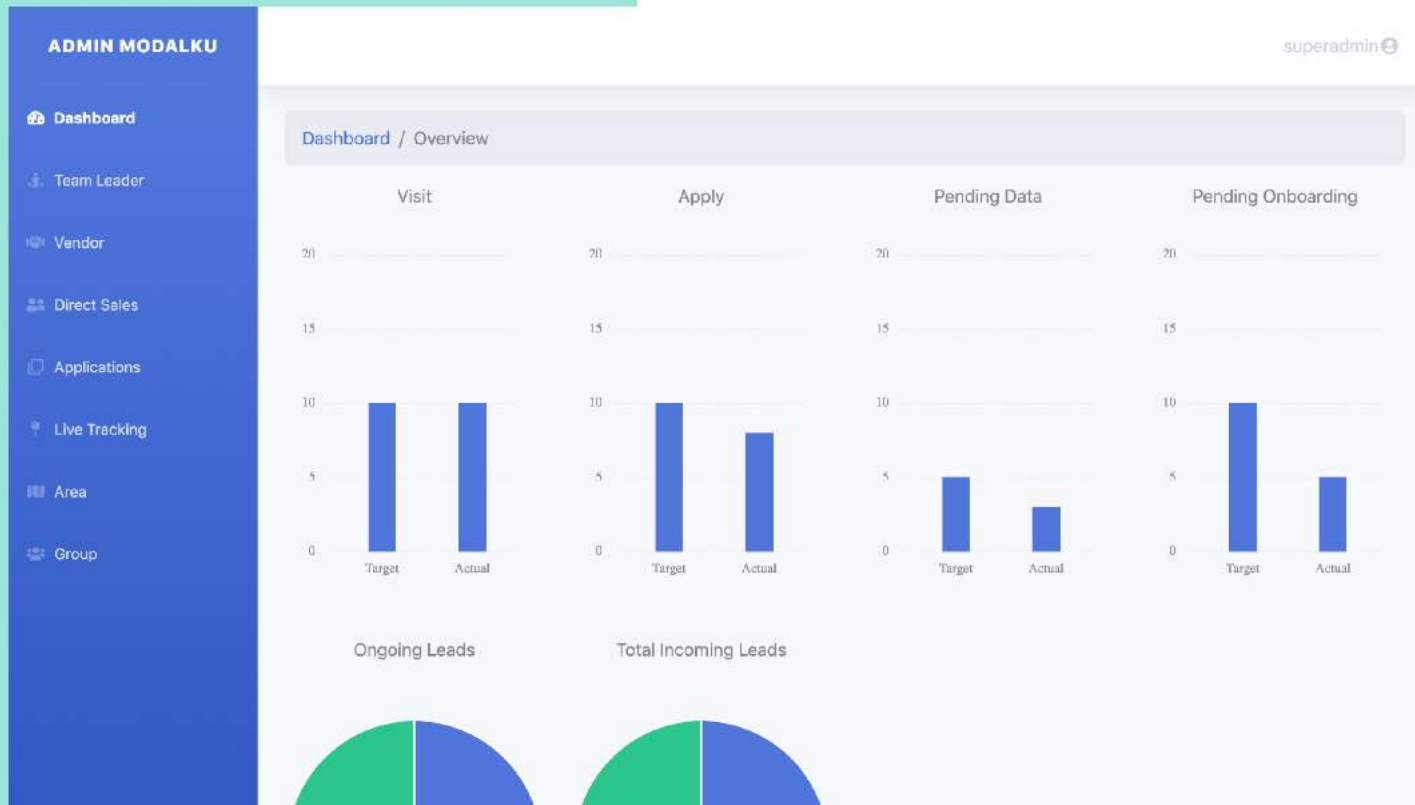 ADMIN MODALKU
superadmin
Dashboard
Team Leader
Vendor
Direct Sales
Applications
Live Tracking
Area
Group
Dashboard / Overview
Visit
20
15
10
5
0
Target Actual
Apply
20
15
10
5
0
Target Actual
Pending Data
20
15
10
5
0
Target Actual
Pending Onboarding
20
15
10
5
0
Target Actual
Ongoing Leads
Total Incoming Leads